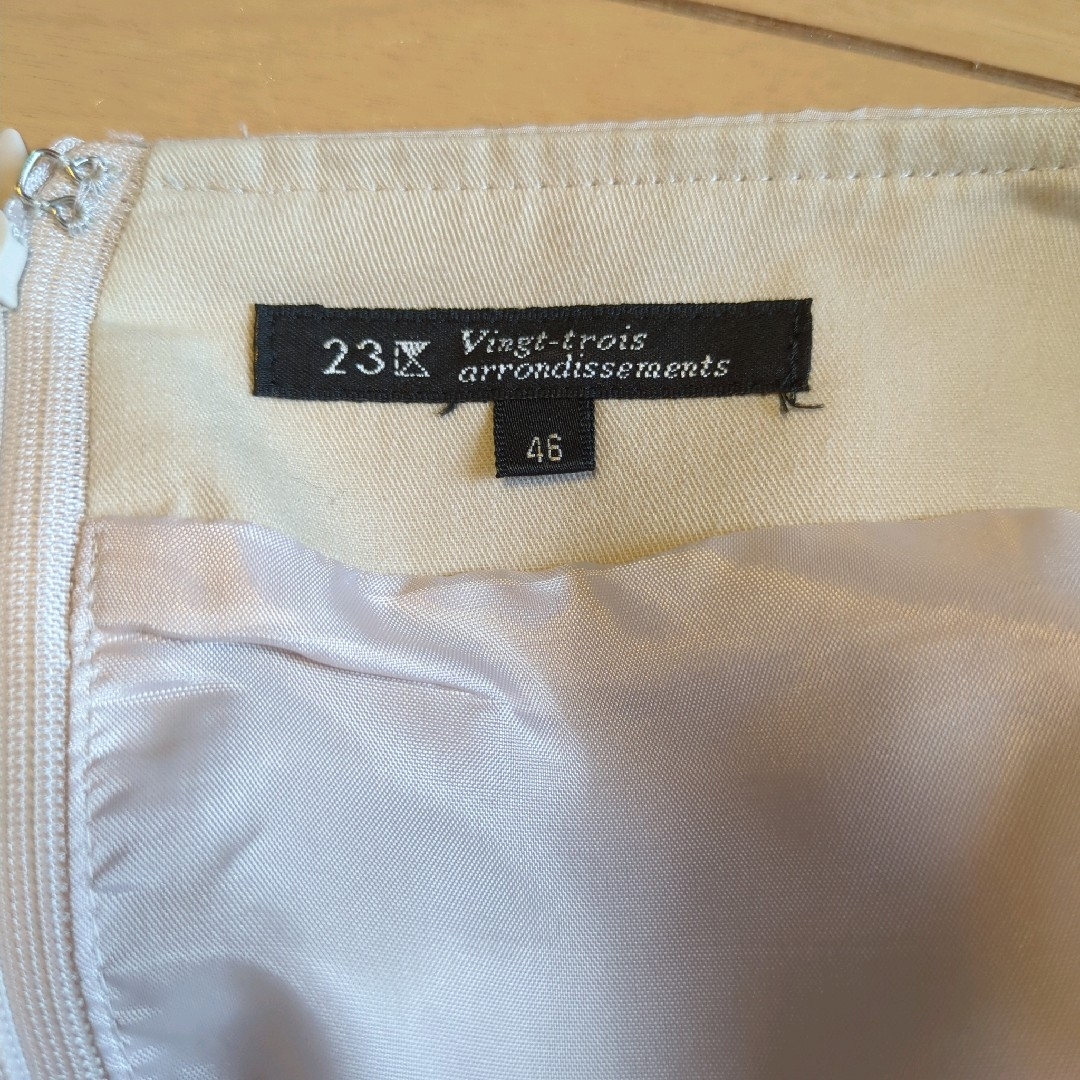 23区
Vingt-trois
arrondissements
46